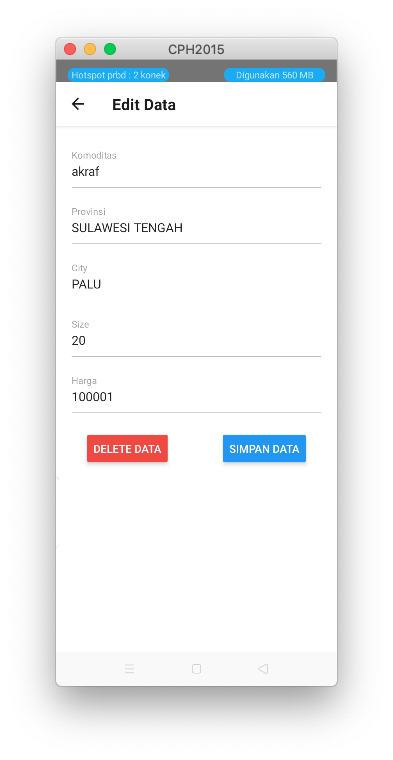 CPH2015
Hotspot prbd : 2 konek
Digunakan 560 MB
Edit Data
Komoditas
akraf
Provinsi
SULAWESI TENGAH
City
PALU
Size
20
Harga
100001
DELETE DATA
SIMPAN DATA